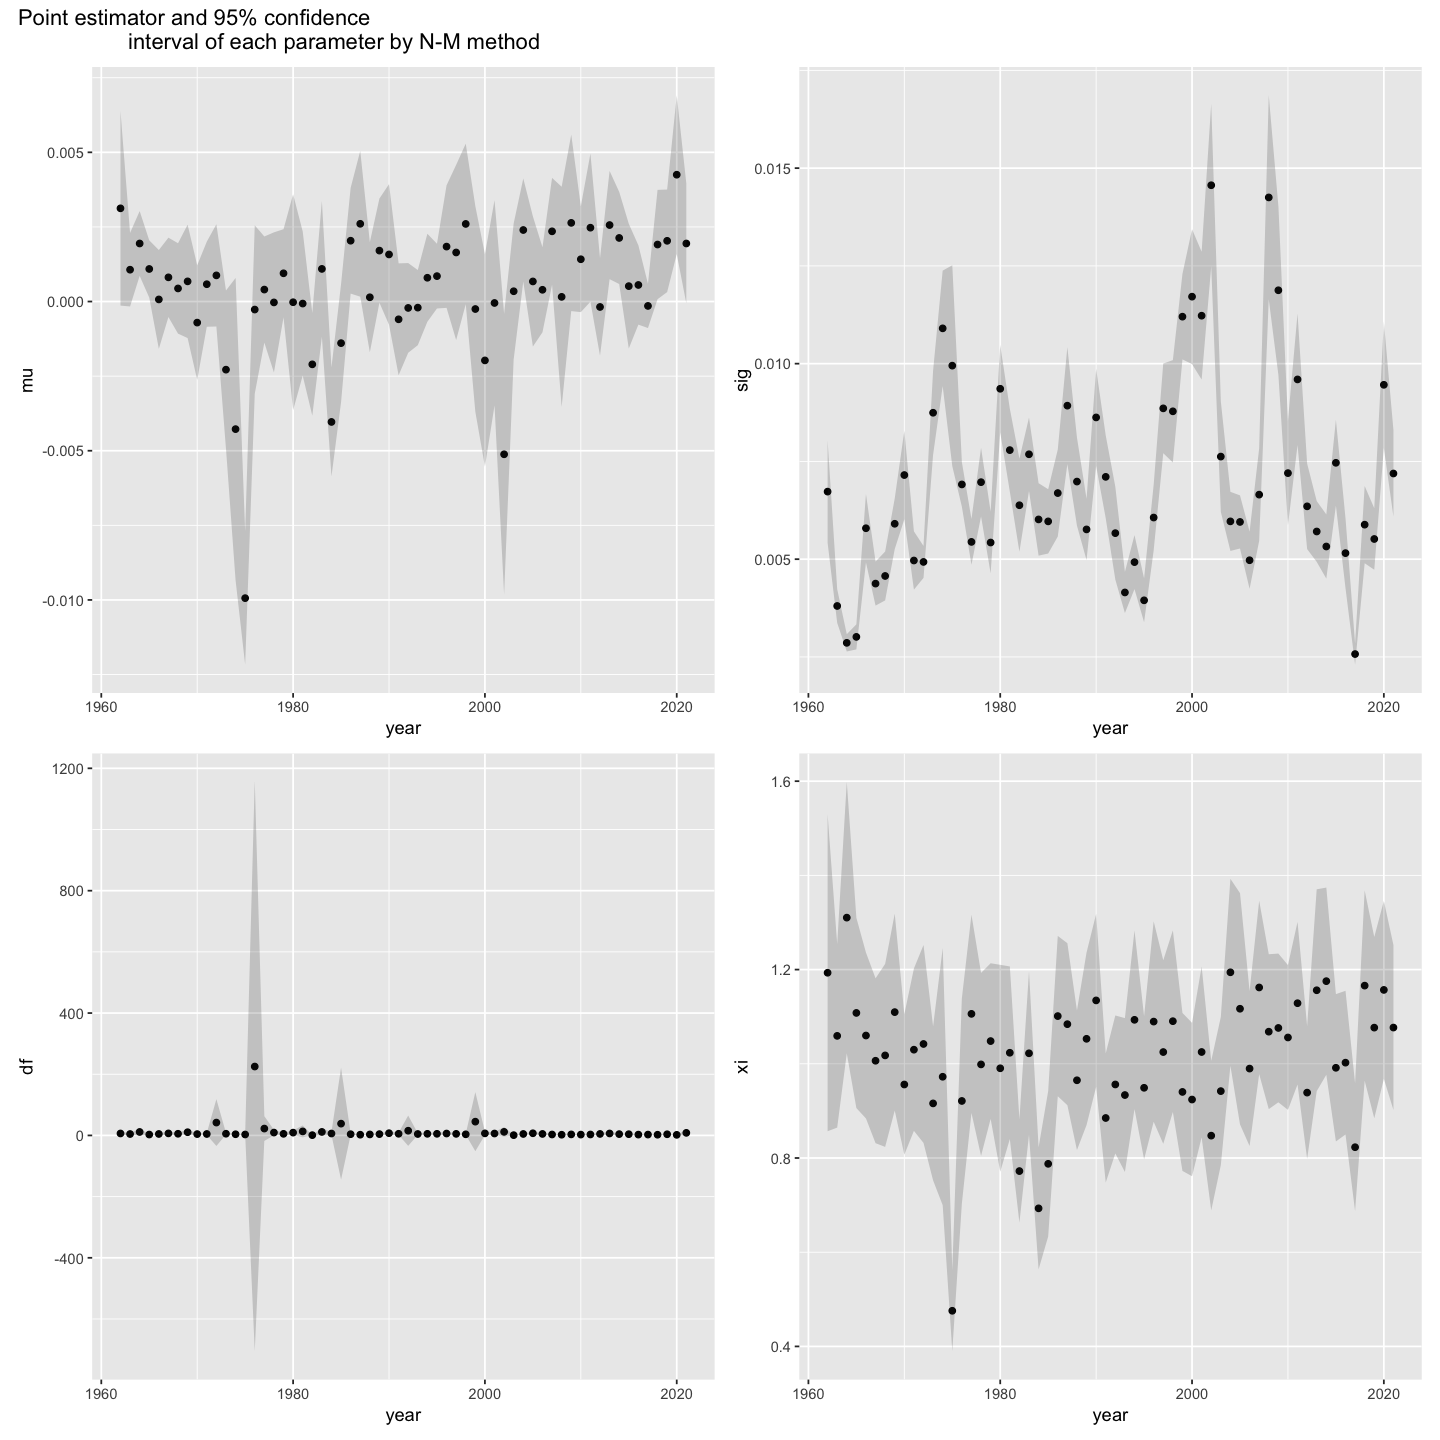 Point estimator and 95% confidence
interval of each parameter by N-M method
0.005
0.000
-0.005
-0.010
mu
1960 1980 2000 2020
year
0.015
0.010
0.005
sig
1960 1980 2000 2020
year
1200
800
400
0
-400
df
1960 1980 2000 2020
year
1.6
1.2
0.8
0.4
xi
1960 1980 2000 2020
year